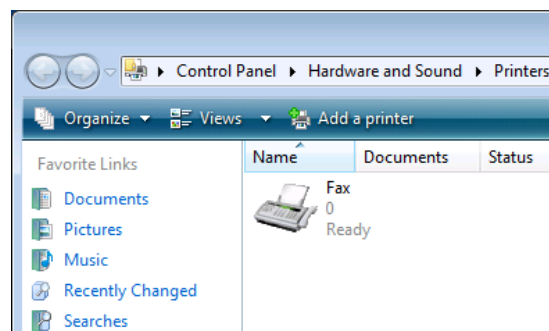 Control Panel Hardware and Sound Printers
Organize Views Add a printer
Favorite Links
Name Documents Status
Documents
Pictures
Music
Recently Changed
Searches
Fax
0
Ready